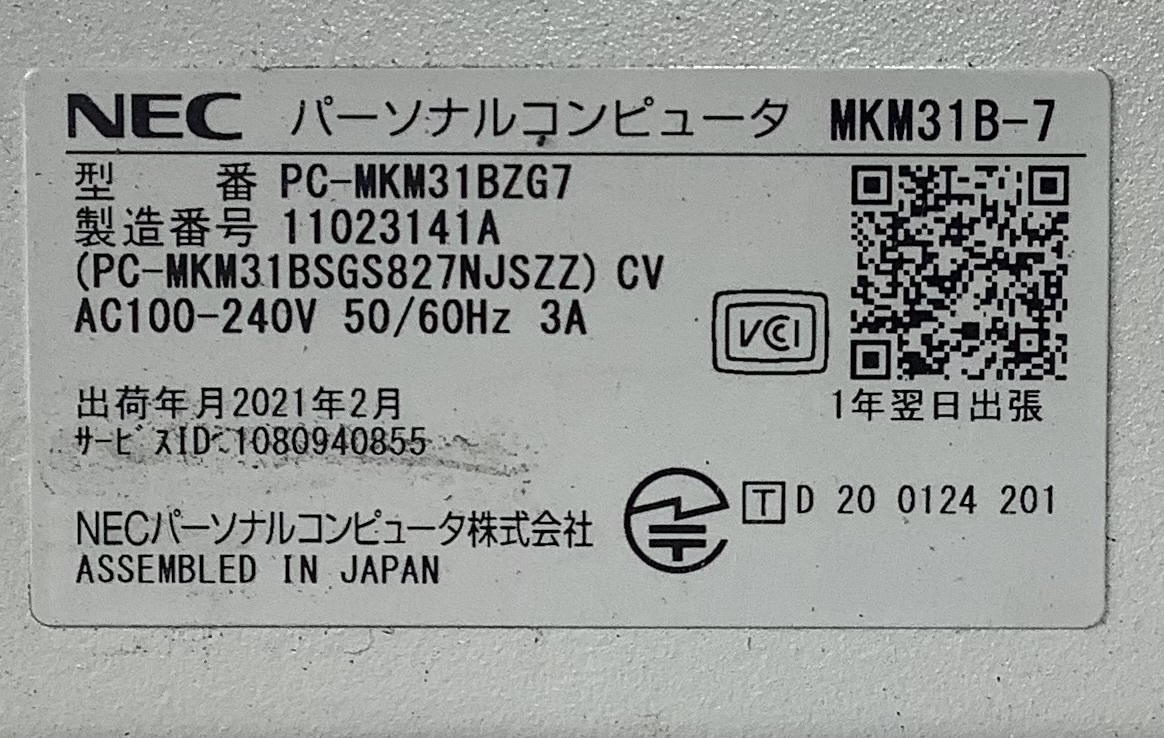 NEC パーソナルコンピュータ MKM31B-7
型 番 PC-MKM31BZG7
製造番号 11023141A
(PC-MKM31BSGS827NJSZZ) CV
AC100-240V 50/60Hz 3A
VCCI
1年翌日出張
出荷年月2021年2月
ｻｰﾋﾞｽID:1080940855
T D 20 0124 201
NECパーソナルコンピュータ株式会社
ASSEMBLED IN JAPAN